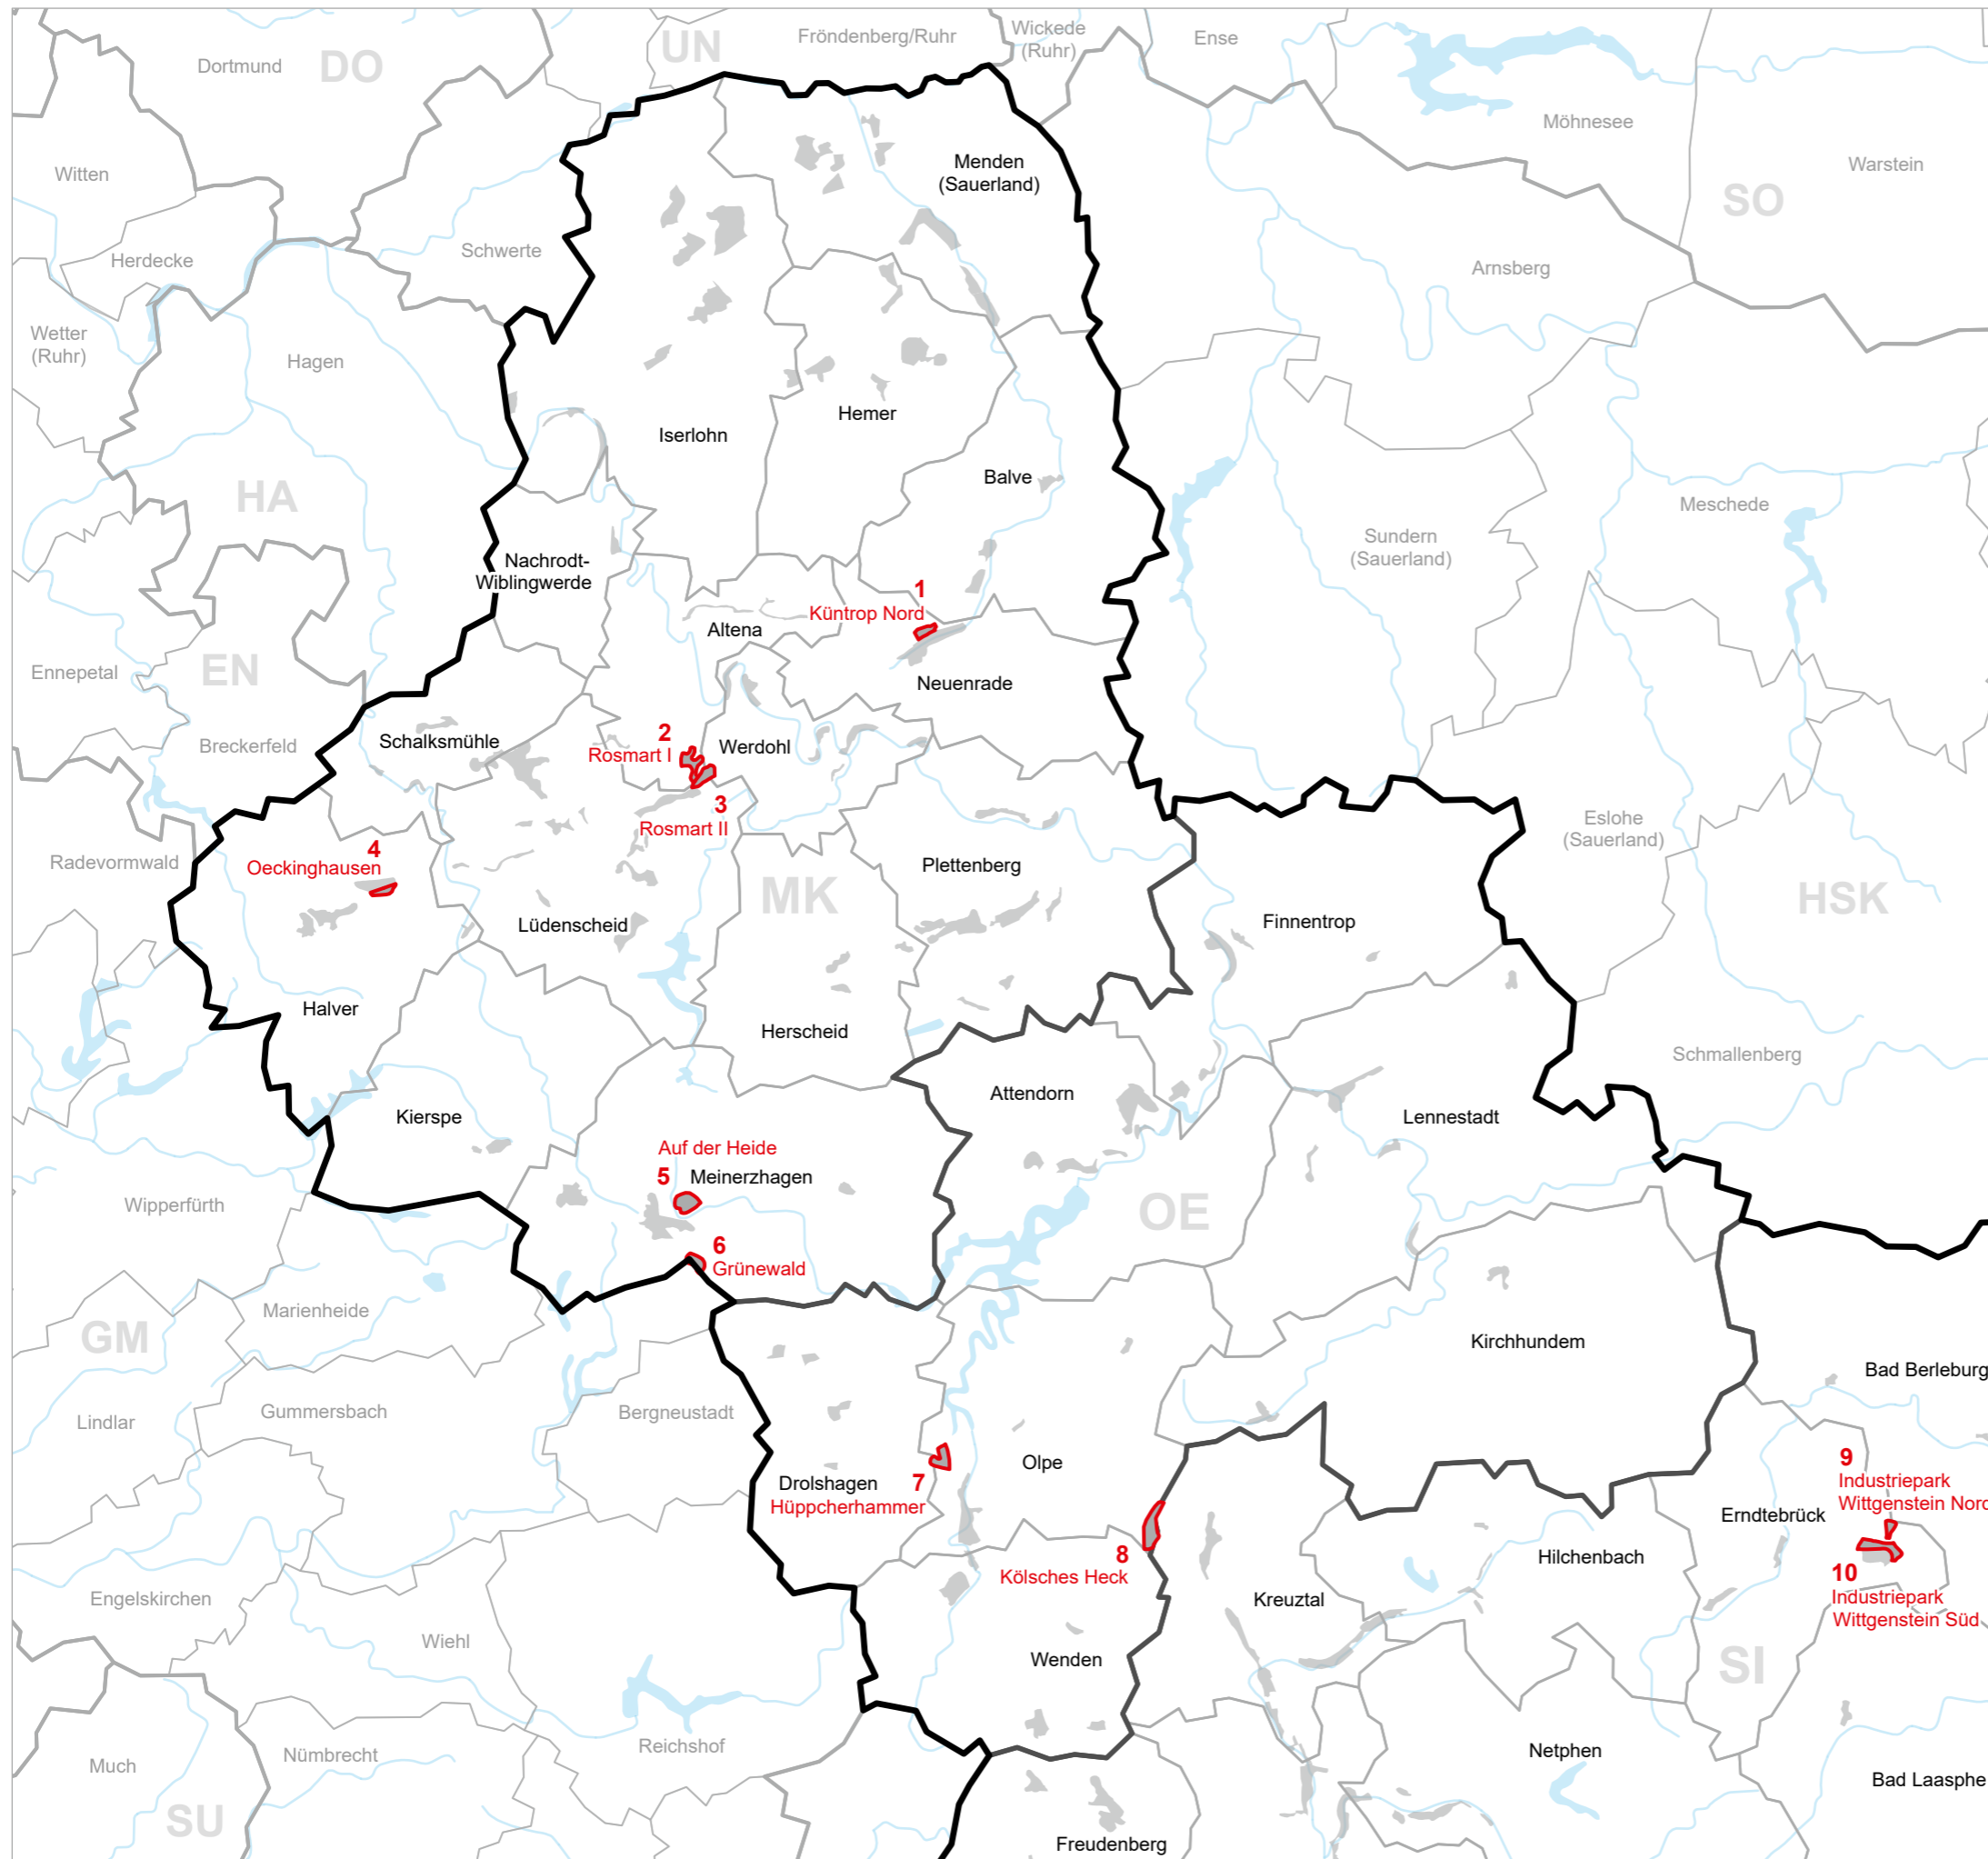 DO
UN
Dortmund
Fröndenberg/Ruhr
Wickede
(Ruhr)
Ense
Möhnesee
Warstein
Witten
Menden
(Sauerland)
SO
Herdecke
Schwerte
Arnsberg
Wetter
(Ruhr)
Hagen
Hemer
Iserlohn
Balve
HA
Meschede
Sundern
(Sauerland)
Nachrodt-
Wiblingwerde
1
Küntrop Nord
Altena
Ennepetal
EN
Neuenrade
2
Rosmart I
Schalksmühle
Breckerfeld
Werdohl
3
Rosmart II
Eslohe
(Sauerland)
4
Oeckinghausen
Radevormwald
Plettenberg
MK
HSK
Lüdenscheid
Finnentrop
Halver
Herscheid
Schmallenberg
Attendorn
Kierspe
Lennestadt
Auf der Heide
5
Meinerzhagen
Wipperfürth
OE
6
Grünewald
Marienheide
GM
Kirchhundem
Bad Berleburg
Lindlar
Gummersbach
Bergneustadt
9
Industriepark
Wittgenstein Nord
Olpe
Drolshagen
7
Hüppcherhammer
Erndtebrück
8
Kölsches Heck
Hilchenbach
10
Industriepark
Wittgenstein Süd
Engelskirchen
Kreuztal
Wiehl
Wenden
SI
Reichshof
Nümbrecht
Netphen
Much
Bad Laasphe
SU
Freudenberg